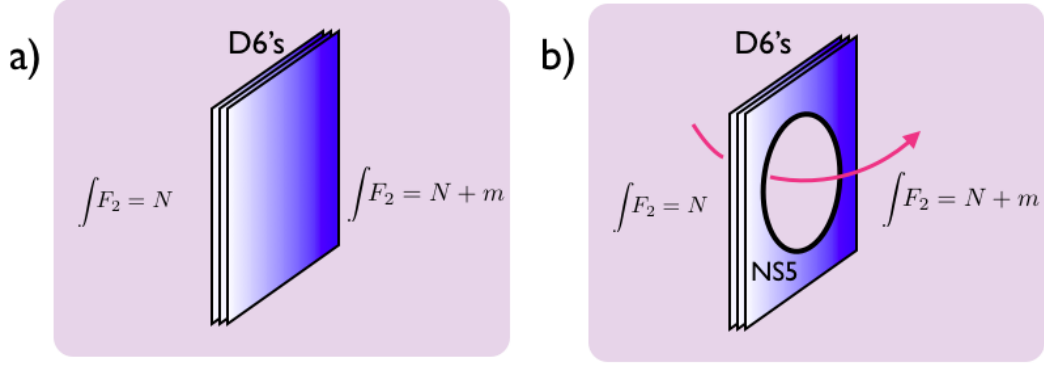 a)
D6's
∫F₂ = N
∫F₂ = N + m
b)
D6's
∫F₂ = N
∫F₂ = N + m
NS5